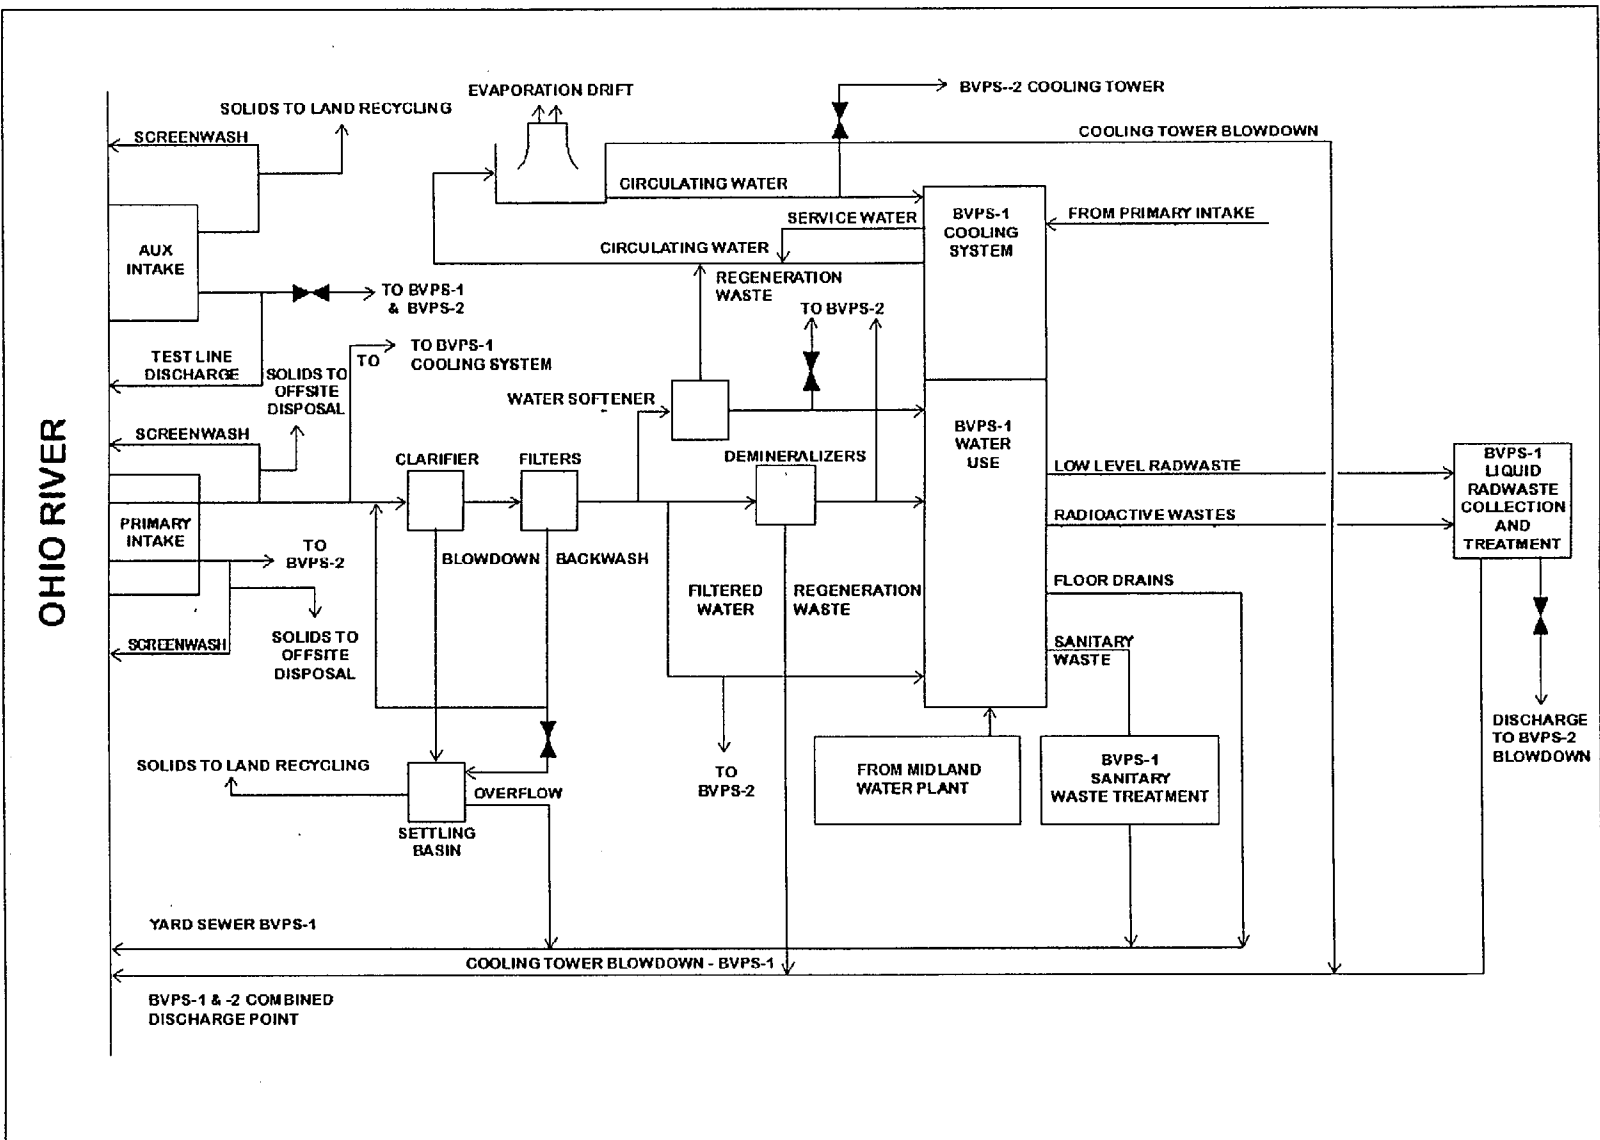 EVAPORATION DRIFT
BVPS--2 COOLING TOWER
SOLIDS TO LAND RECYCLING
SCREENWASH
COOLING TOWER BLOWDOWN
CIRCULATING WATER
SERVICE WATER
CIRCULATING WATER
BVPS-1
COOLING
SYSTEM
FROM PRIMARY INTAKE
AUX
INTAKE
REGENERATION
WASTE
TO BVPS-1
& BVPS-2
TO BVPS-2
TO BVPS-1
COOLING SYSTEM
TO
TEST LINE
DISCHARGE
SOLIDS TO
OFFSITE
DISPOSAL
WATER SOFTENER
SCREENWASH
BVPS-1
WATER
USE
CLARIFIER
FILTERS
DEMINERALIZERS
LOW LEVEL RADWASTE
BVPS-1
LIQUID
RADWASTE
COLLECTION
AND
TREATMENT
RADIOACTIVE WASTES
OHIO RIVER
PRIMARY
INTAKE
TO
BVPS-2
BLOWDOWN
BACKWASH
FILTERED
WATER
REGENERATION
WASTE
FLOOR DRAINS
SOLIDS TO
OFFSITE
DISPOSAL
SCREENWASH
SANITARY
WASTE
DISCHARGE
TO BVPS-2
BLOWDOWN
SOLIDS TO LAND RECYCLING
OVERFLOW
SETTLING
BASIN
TO
BVPS-2
FROM MIDLAND
WATER PLANT
BVPS-1
SANITARY
WASTE TREATMENT
YARD SEWER BVPS-1
COOLING TOWER BLOWDOWN - BVPS-1
BVPS-1 & -2 COMBINED
DISCHARGE POINT